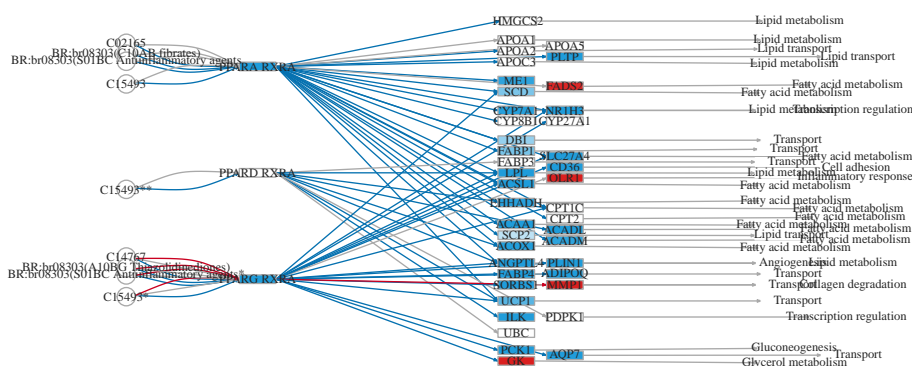 HMGCS2 Lipid metabolism
C02165 APOA1 Lipid metabolism
APOA5
BR:br08303(C10AB fibrates) APOA2 Lipid transport
PLTP Lipid transport
BR:br08303(S01BC Antiinflammatory agents APOC3 Lipid metabolism
PPARA RXRA
C15493 ME1 FADS2 Fatty acid metabolism
SCD Fatty acid metabolism
CYP7A1 NR1H3 Lipid metabolism Transcription regulation
CYP8B1 CYP27A1
DBI Transport
FABP1 Transport
SLC27A4 Fatty acid metabolism
FABP3 Transport
CD36 Cell adhesion
PPARD RXRA LPL Lipid metabolism
OLR1 Inflammatory response
C15493** ACSL1 Fatty acid metabolism
EHHADH Fatty acid metabolism
CPT1C Fatty acid metabolism
CPT2 Fatty acid metabolism
ACAA1 Fatty acid metabolism
ACADL Fatty acid metabolism
SCP2 Lipid transport
ACADM Fatty acid metabolism
ACOX1 Fatty acid metabolism
C14767 ANGPTL4 PLIN1 Angiogenesis Lipid metabolism
BR:br08303(A10BG Thiazolidinediones)
BR:br08303(S01BC Antiinflammatory agents* FABP4 ADIPOQ Transport
PPARG RXRA SORBS1 MMP1 Transport Collagen degradation
C15493* UCP1 Transport
ILK PDPK1 Transcription regulation
UBC
PCK1 Gluconeogenesis
AQP7 Transport
GK Glycerol metabolism